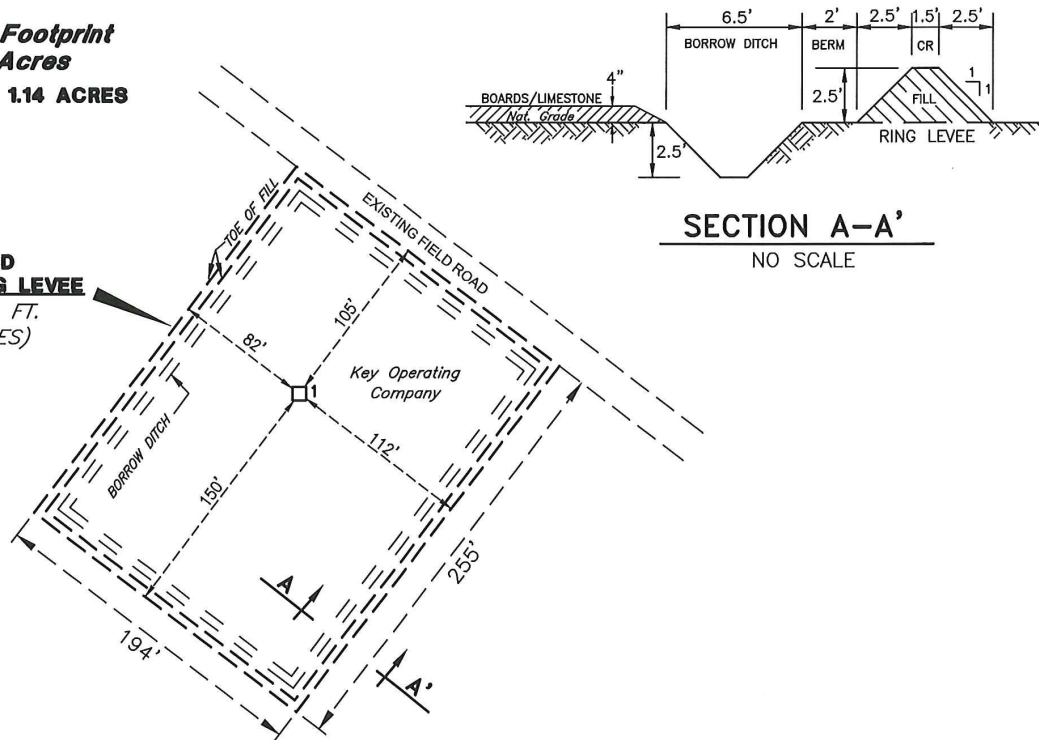 Footprint
Acres
1.14 ACRES
D
G LEVEE
FT.
ES)
6.5'
2'
2.5'
1.5'
2.5'
BORROW DITCH
BERM
CR
4"
BOARDS/LIMESTONE
Nat. Grade
2.5'
2.5'
FILL
1
1
RING LEVEE
SECTION A-A'
NO SCALE
TOE OF FILL
EXISTING FIELD ROAD
105'
82'
1
Key Operating
Company
BORROW DITCH
112'
150'
A
255'
A'
194'